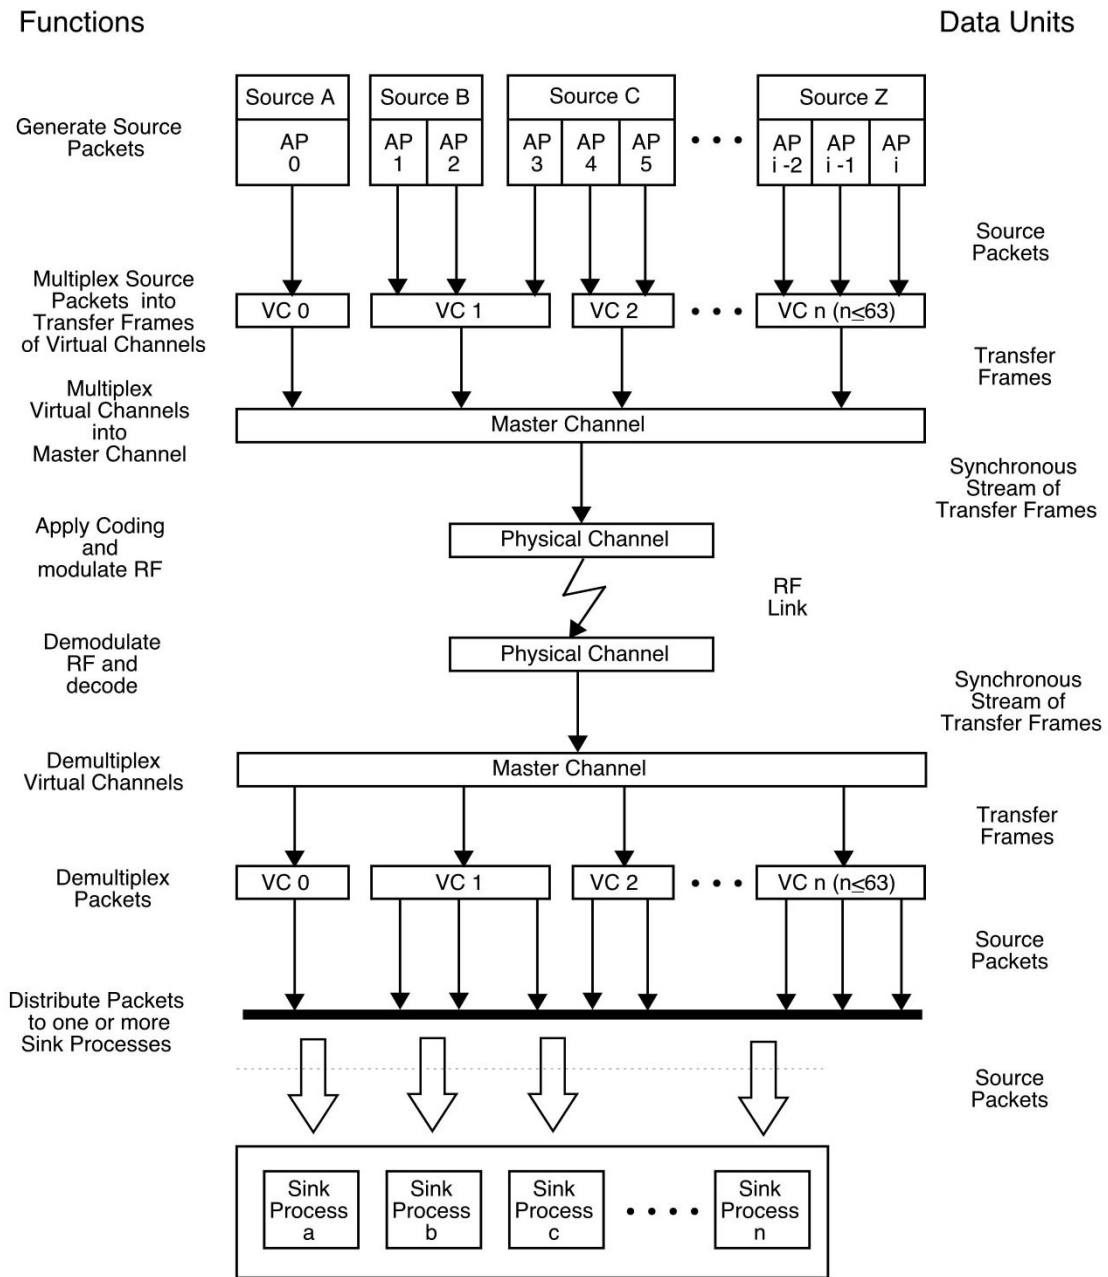 Functions
Data Units
Source A
Source B
Source C
Source Z
Generate Source
Packets
AP
0
AP
1
AP
2
AP
3
AP
4
AP
5
• • •
AP
i -2
AP
i -1
AP
i
Source
Packets
Multiplex Source
Packets into
Transfer Frames
of Virtual Channels
VC 0
VC 1
VC 2
• • •
VC n (n≤63)
Transfer
Frames
Multiplex
Virtual Channels
into
Master Channel
Master Channel
Synchronous
Stream of
Transfer Frames
Apply Coding
and
modulate RF
Physical Channel
RF
Link
Demodulate
RF and
decode
Physical Channel
Synchronous
Stream of
Transfer Frames
Demultiplex
Virtual Channels
Master Channel
Transfer
Frames
Demultiplex
Packets
VC 0
VC 1
VC 2
• • •
VC n (n≤63)
Source
Packets
Distribute Packets
to one or more
Sink Processes
Source
Packets
Sink
Process
a
Sink
Process
b
Sink
Process
c
• • • •
Sink
Process
n